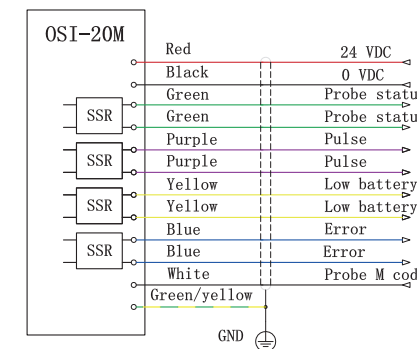 OSI-20M
Red 24 VDC
Black 0 VDC
Green Probe statu
SSR
Green Probe statu
Purple Pulse
SSR
Purple Pulse
Yellow Low battery
SSR
Yellow Low battery
Blue Error
SSR
Blue Error
White Probe M cod
Green/yellow
GND